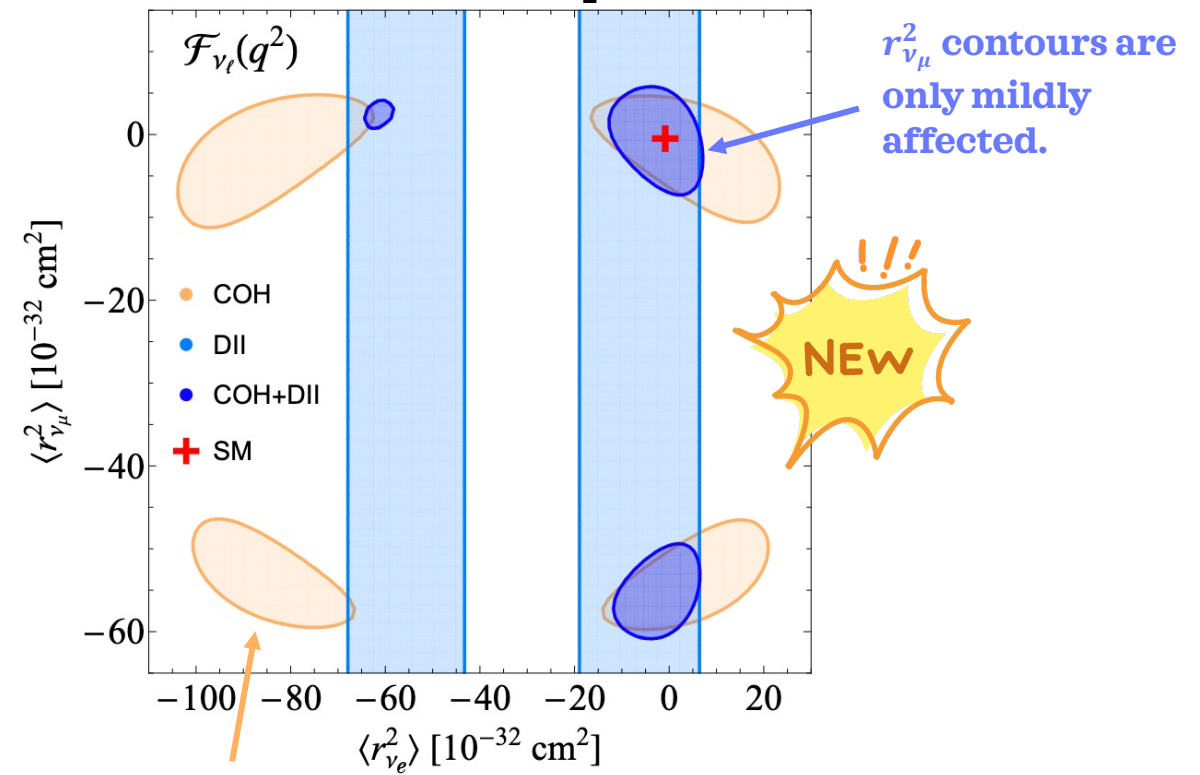 ℱ_{ν_ℓ}(q²)
r²_{ν_μ} contours are
only mildly
affected.
0
−20
−40
−60
⟨r²_{ν_μ}⟩ [10⁻³² cm²]
COH
DII
COH+DII
SM
NEW
−100 −80 −60 −40 −20 0 20
⟨r²_{ν_e}⟩ [10⁻³² cm²]